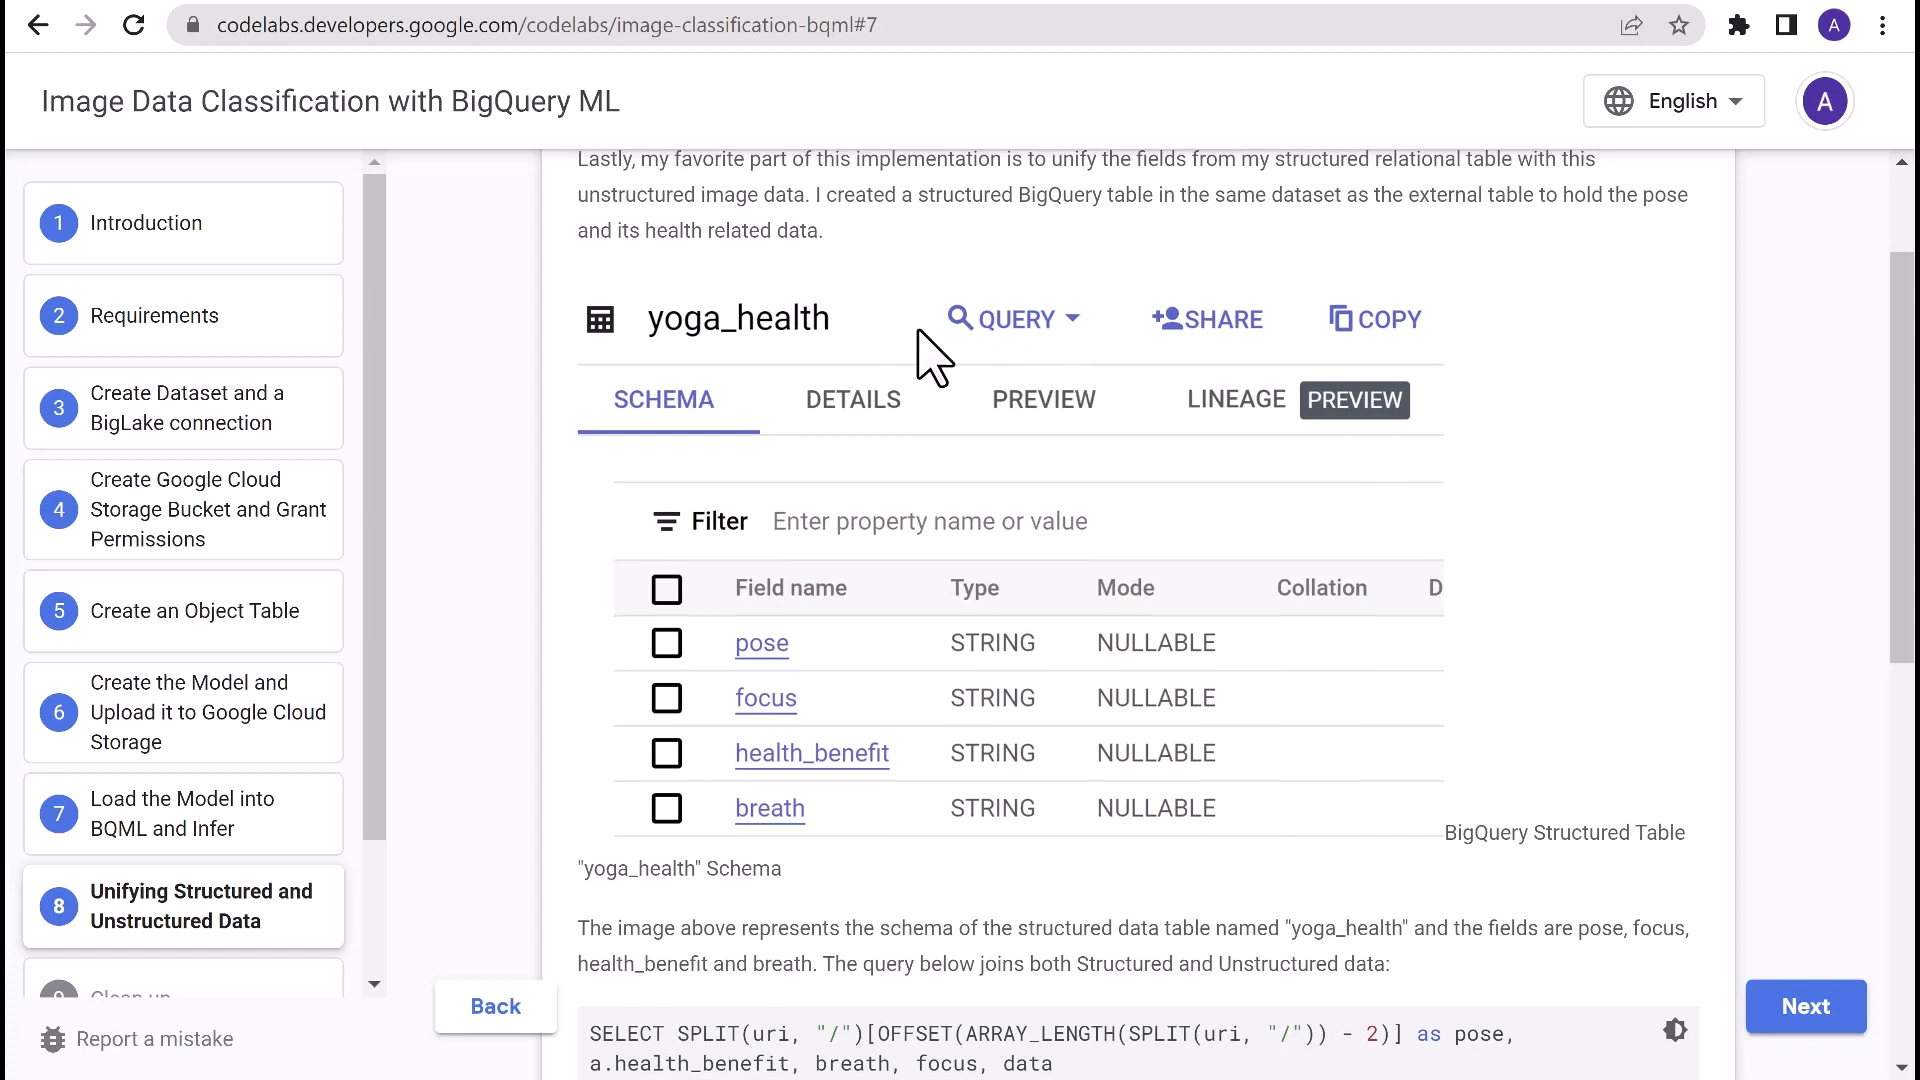 codelabs.developers.google.com/codelabs/image-classification-bqml#7
A
Image Data Classification with BigQuery ML
English
A
1 Introduction
2 Requirements
3 Create Dataset and a
BigLake connection
4 Create Google Cloud
Storage Bucket and Grant
Permissions
5 Create an Object Table
6 Create the Model and
Upload it to Google Cloud
Storage
7 Load the Model into
BQML and Infer
8 Unifying Structured and
Unstructured Data
9 Clean up
Report a mistake
Lastly, my favorite part of this implementation is to unify the fields from my structured relational table with this
unstructured image data. I created a structured BigQuery table in the same dataset as the external table to hold the pose
and its health related data.
yoga_health QUERY SHARE COPY
SCHEMA DETAILS PREVIEW LINEAGE PREVIEW
Filter Enter property name or value
Field name Type Mode Collation D
pose STRING NULLABLE
focus STRING NULLABLE
health_benefit STRING NULLABLE
breath STRING NULLABLE
BigQuery Structured Table
"yoga_health" Schema
The image above represents the schema of the structured data table named "yoga_health" and the fields are pose, focus,
health_benefit and breath. The query below joins both Structured and Unstructured data:
Back
Next
SELECT SPLIT(uri, "/")[OFFSET(ARRAY_LENGTH(SPLIT(uri, "/")) - 2)] as pose,
a.health_benefit, breath, focus, data